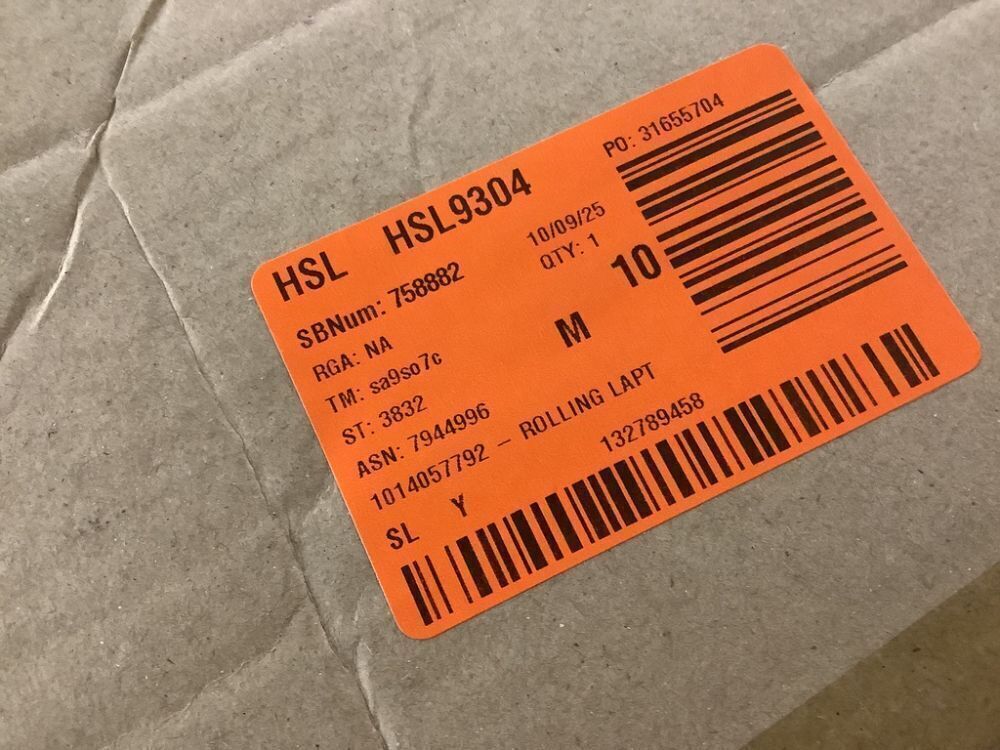 HSL HSL9304
PO: 31655704
SBNum: 758882
10/09/25
RGA: NA
QTY: 1
10
TM: sa9so7c
M
ST: 3832
ASN: 7944996
1014057792 - ROLLING LAPT
132789458
SL Y